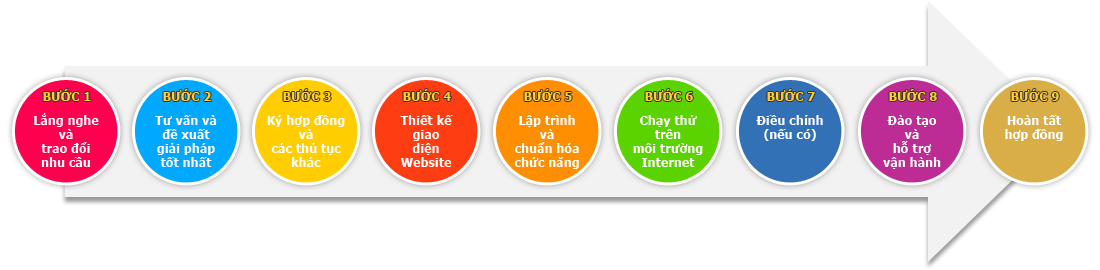 BƯỚC 1
Lắng nghe
và
trao đổi
nhu cầu
BƯỚC 2
Tư vấn và
đề xuất
giải pháp
tốt nhất
BƯỚC 3
Ký hợp đồng
và
các thủ tục
khác
BƯỚC 4
Thiết kế
giao
diện
Website
BƯỚC 5
Lập trình
và
chuẩn hóa
chức năng
BƯỚC 6
Chạy thử
trên
môi trường
Internet
BƯỚC 7
Điều chỉnh
(nếu có)
BƯỚC 8
Đào tạo
và
hỗ trợ
vận hành
BƯỚC 9
Hoàn tất
hợp đồng